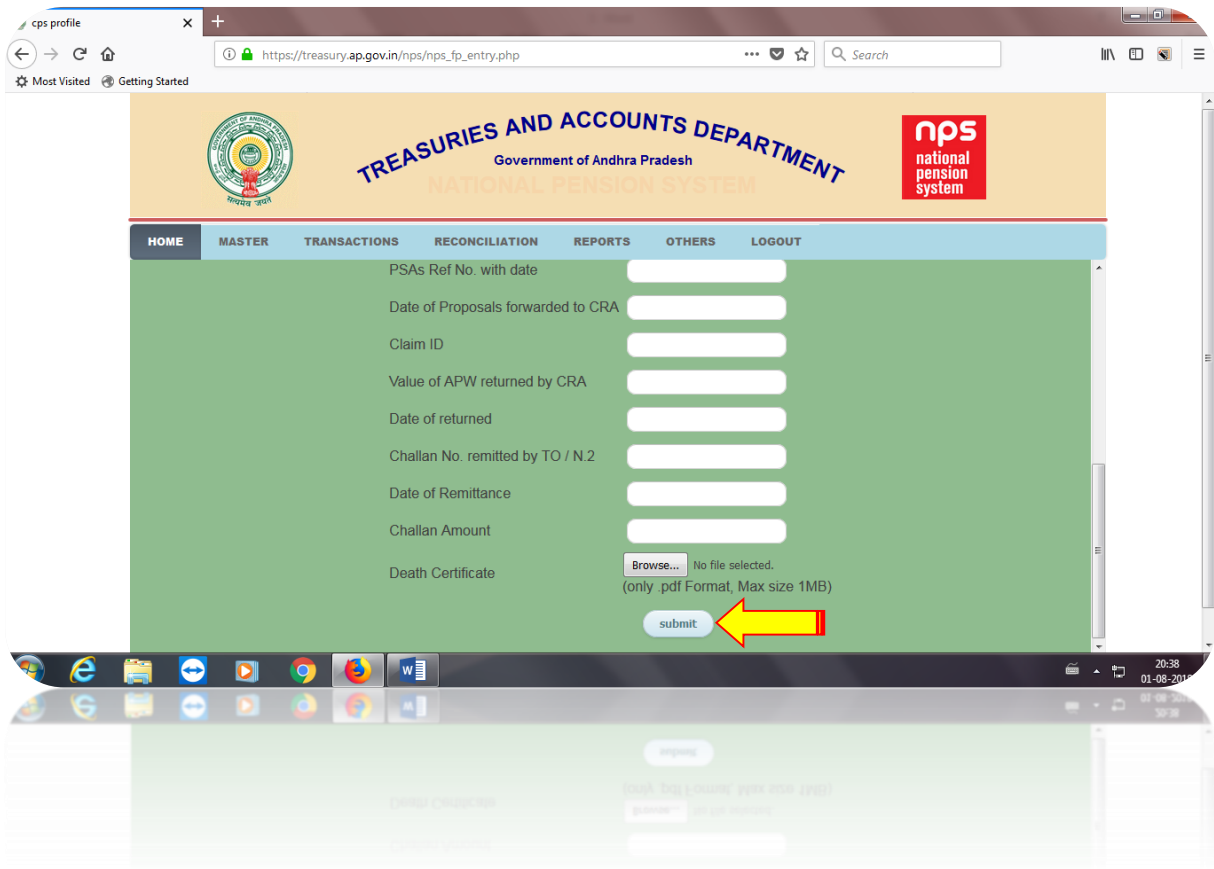 cps profile
https://treasury.ap.gov.in/nps/nps_fp_entry.php
Search
Most Visited
Getting Started
TREASURIES AND ACCOUNTS DEPARTMENT
Government of Andhra Pradesh
NATIONAL PENSION SYSTEM
सत्यमेव जयते
nps
national
pension
system
HOME MASTER TRANSACTIONS RECONCILIATION REPORTS OTHERS LOGOUT
PSAs Ref No. with date
Date of Proposals forwarded to CRA
Claim ID
Value of APW returned by CRA
Date of returned
Challan No. remitted by TO / N.2
Date of Remittance
Challan Amount
Death Certificate
Browse... No file selected.
(only .pdf Format, Max size 1MB)
submit
20:38